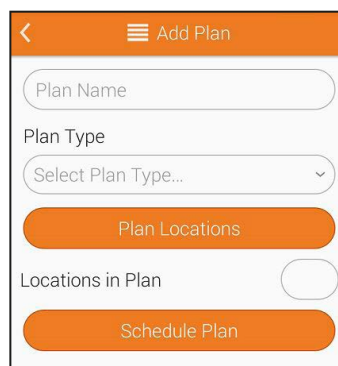 Add Plan
Plan Name
Plan Type
Select Plan Type...
Plan Locations
Locations in Plan
Schedule Plan